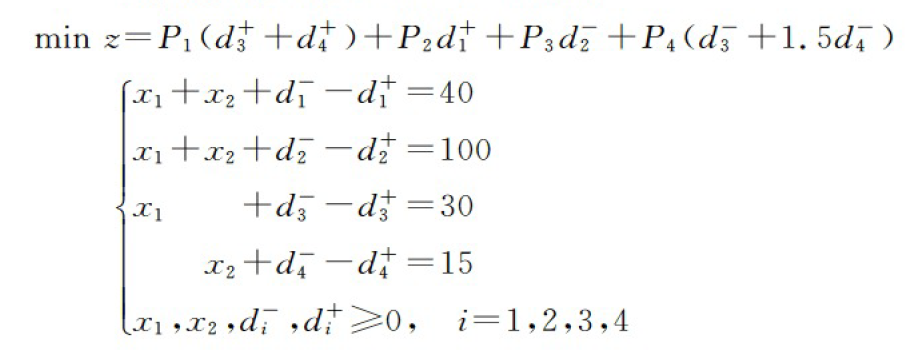 min z=P₁(d₃⁺+d₄⁺)+P₂d₁⁺+P₃d₂⁻+P₄(d₃⁻+1.5d₄⁻)
x₁+x₂+d₁⁻-d₁⁺=40
x₁+x₂+d₂⁻-d₂⁺=100
x₁ +d₃⁻-d₃⁺=30
x₂+d₄⁻-d₄⁺=15
x₁,x₂,dᵢ⁻,dᵢ⁺≥0, i=1,2,3,4